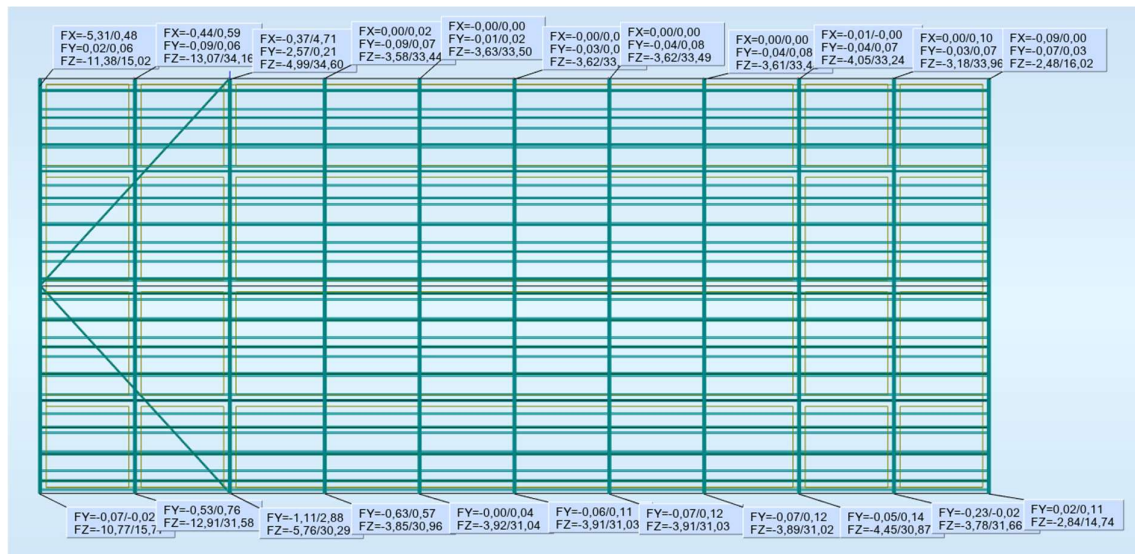 FX=-5,31/0,48
FY=0,02/0,06
FZ=-11,38/15,02
FX=-0,44/0,59
FY=-0,09/0,06
FZ=-13,07/34,16
FX=-0,37/4,71
FY=-2,57/0,21
FZ=-4,99/34,60
FX=0,00/0,02
FY=-0,09/0,07
FZ=-3,58/33,44
FX=-0,00/0,00
FY=-0,01/0,02
FZ=-3,63/33,50
FX=-0,00/0,0
FY=-0,03/0,0
FZ=-3,62/33
FX=0,00/0,00
FY=-0,04/0,08
FZ=-3,62/33,49
FX=0,00/0,00
FY=-0,04/0,08
FZ=-3,61/33,4
FX=-0,01/-0,00
FY=-0,04/0,07
FZ=-4,05/33,24
FX=0,00/0,10
FY=-0,03/0,07
FZ=-3,18/33,96
FX=-0,09/0,00
FY=-0,07/0,03
FZ=-2,48/16,02
FY=-0,07/-0,02
FZ=-10,77/15,
FY=-0,53/0,76
FZ=-12,91/31,58
FY=-1,11/2,88
FZ=-5,76/30,29
FY=-0,63/0,57
FZ=-3,85/30,96
FY=-0,00/0,04
FZ=-3,92/31,04
FY=-0,06/0,11
FZ=-3,91/31,03
FY=-0,07/0,12
FZ=-3,91/31,03
FY=-0,07/0,12
FZ=-3,89/31,02
FY=-0,05/0,14
FZ=-4,45/30,87
FY=-0,23/-0,02
FZ=-3,78/31,66
FY=0,02/0,11
FZ=-2,84/14,74